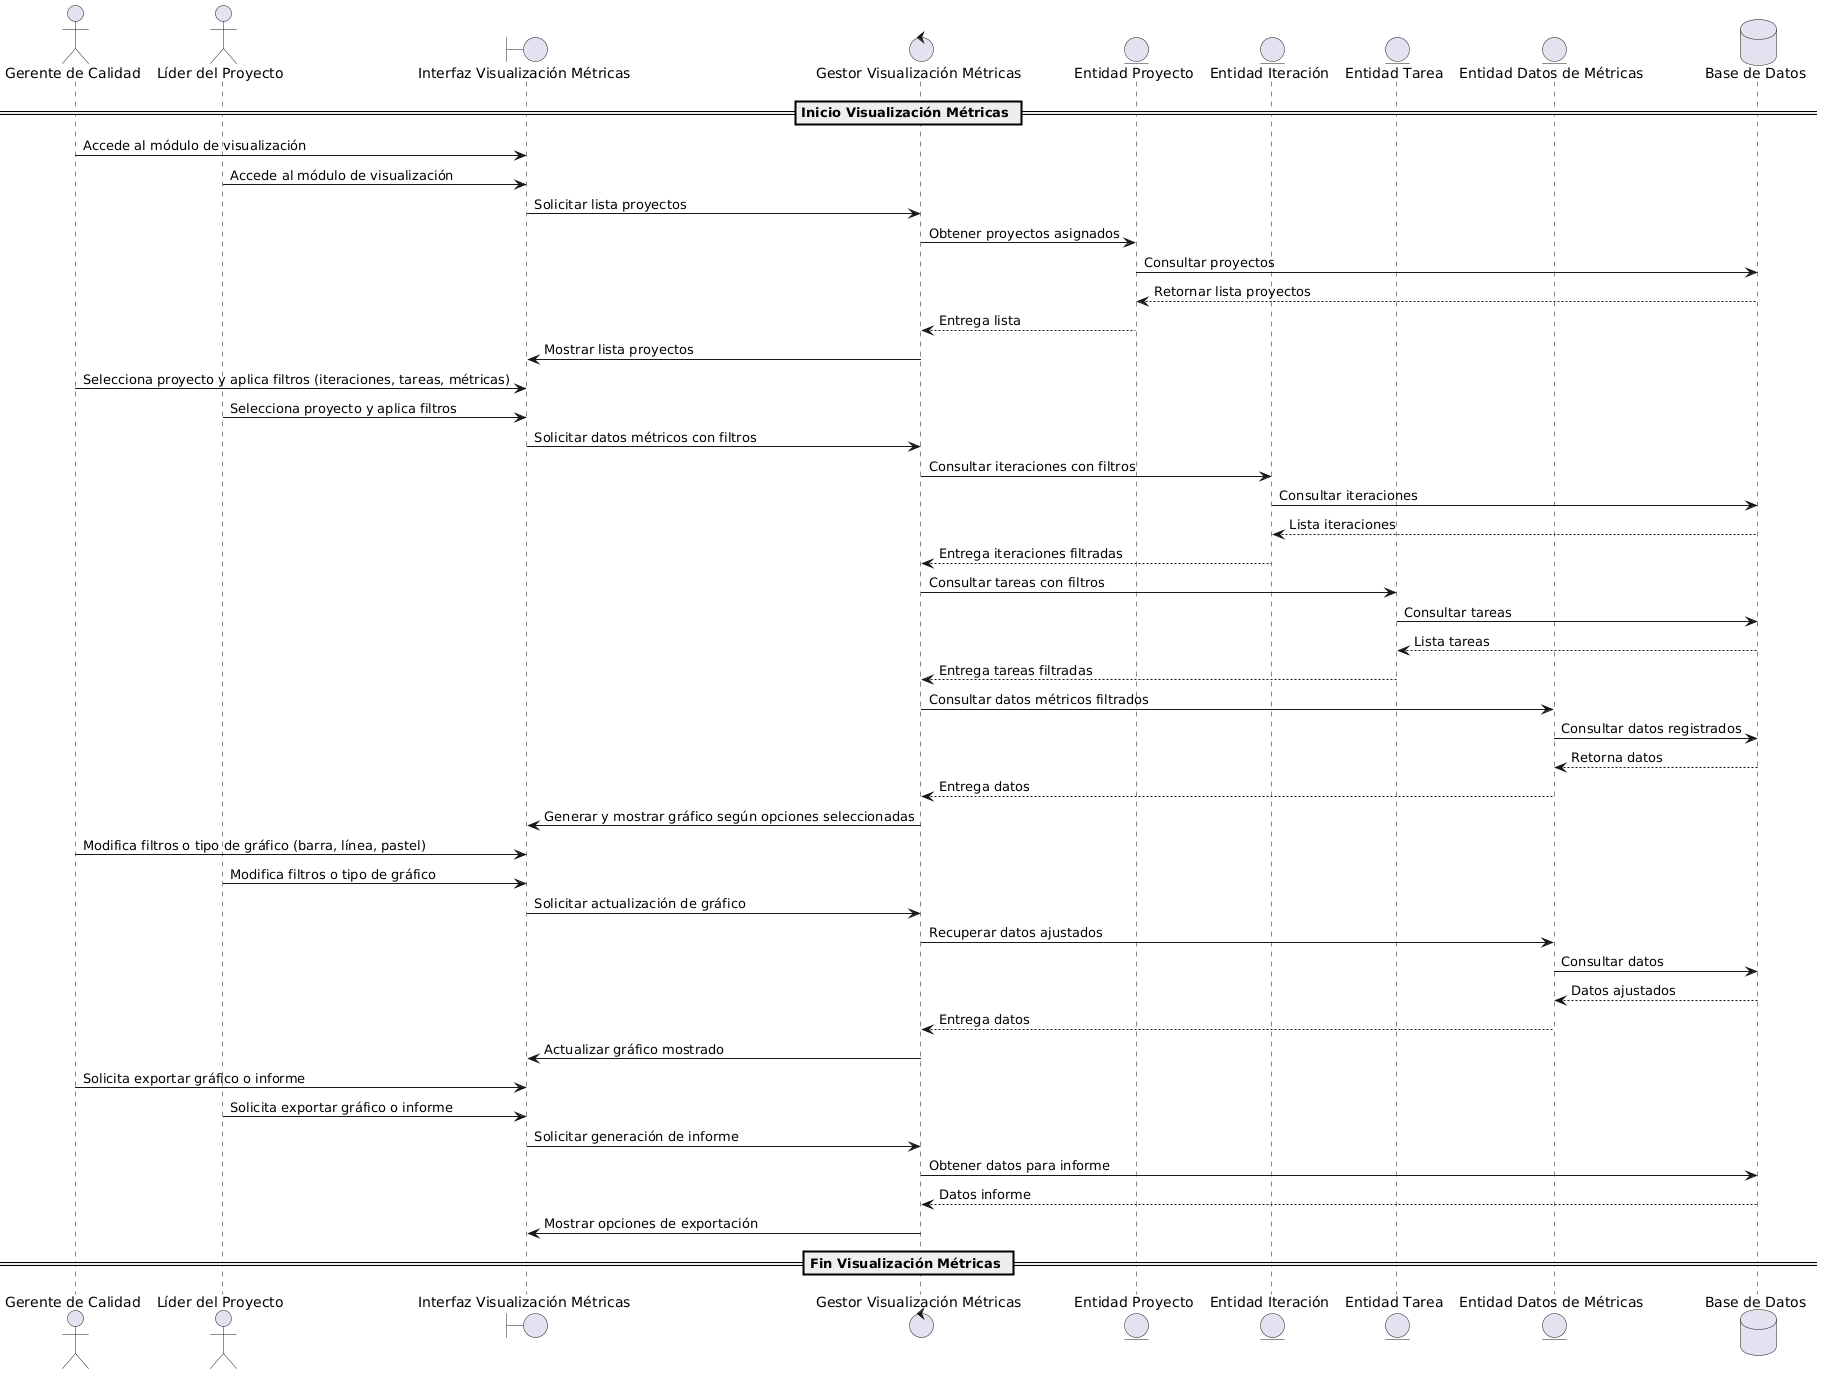 Gerente de Calidad
Líder del Proyecto
Interfaz Visualización Métricas
Gestor Visualización Métricas
Entidad Proyecto
Entidad Iteración
Entidad Tarea
Entidad Datos de Métricas
Base de Datos
Inicio Visualización Métricas
Accede al módulo de visualización
Accede al módulo de visualización
Solicitar lista proyectos
Obtener proyectos asignados
Consultar proyectos
Retornar lista proyectos
Entrega lista
Mostrar lista proyectos
Selecciona proyecto y aplica filtros (iteraciones, tareas, métricas)
Selecciona proyecto y aplica filtros
Solicitar datos métricos con filtros
Consultar iteraciones con filtros
Consultar iteraciones
Lista iteraciones
Entrega iteraciones filtradas
Consultar tareas con filtros
Consultar tareas
Lista tareas
Entrega tareas filtradas
Consultar datos métricos filtrados
Consultar datos registrados
Retorna datos
Entrega datos
Generar y mostrar gráfico según opciones seleccionadas
Modifica filtros o tipo de gráfico (barra, línea, pastel)
Modifica filtros o tipo de gráfico
Solicitar actualización de gráfico
Recuperar datos ajustados
Consultar datos
Datos ajustados
Entrega datos
Actualizar gráfico mostrado
Solicita exportar gráfico o informe
Solicita exportar gráfico o informe
Solicitar generación de informe
Obtener datos para informe
Datos informe
Mostrar opciones de exportación
Fin Visualización Métricas
Gerente de Calidad
Líder del Proyecto
Interfaz Visualización Métricas
Gestor Visualización Métricas
Entidad Proyecto
Entidad Iteración
Entidad Tarea
Entidad Datos de Métricas
Base de Datos